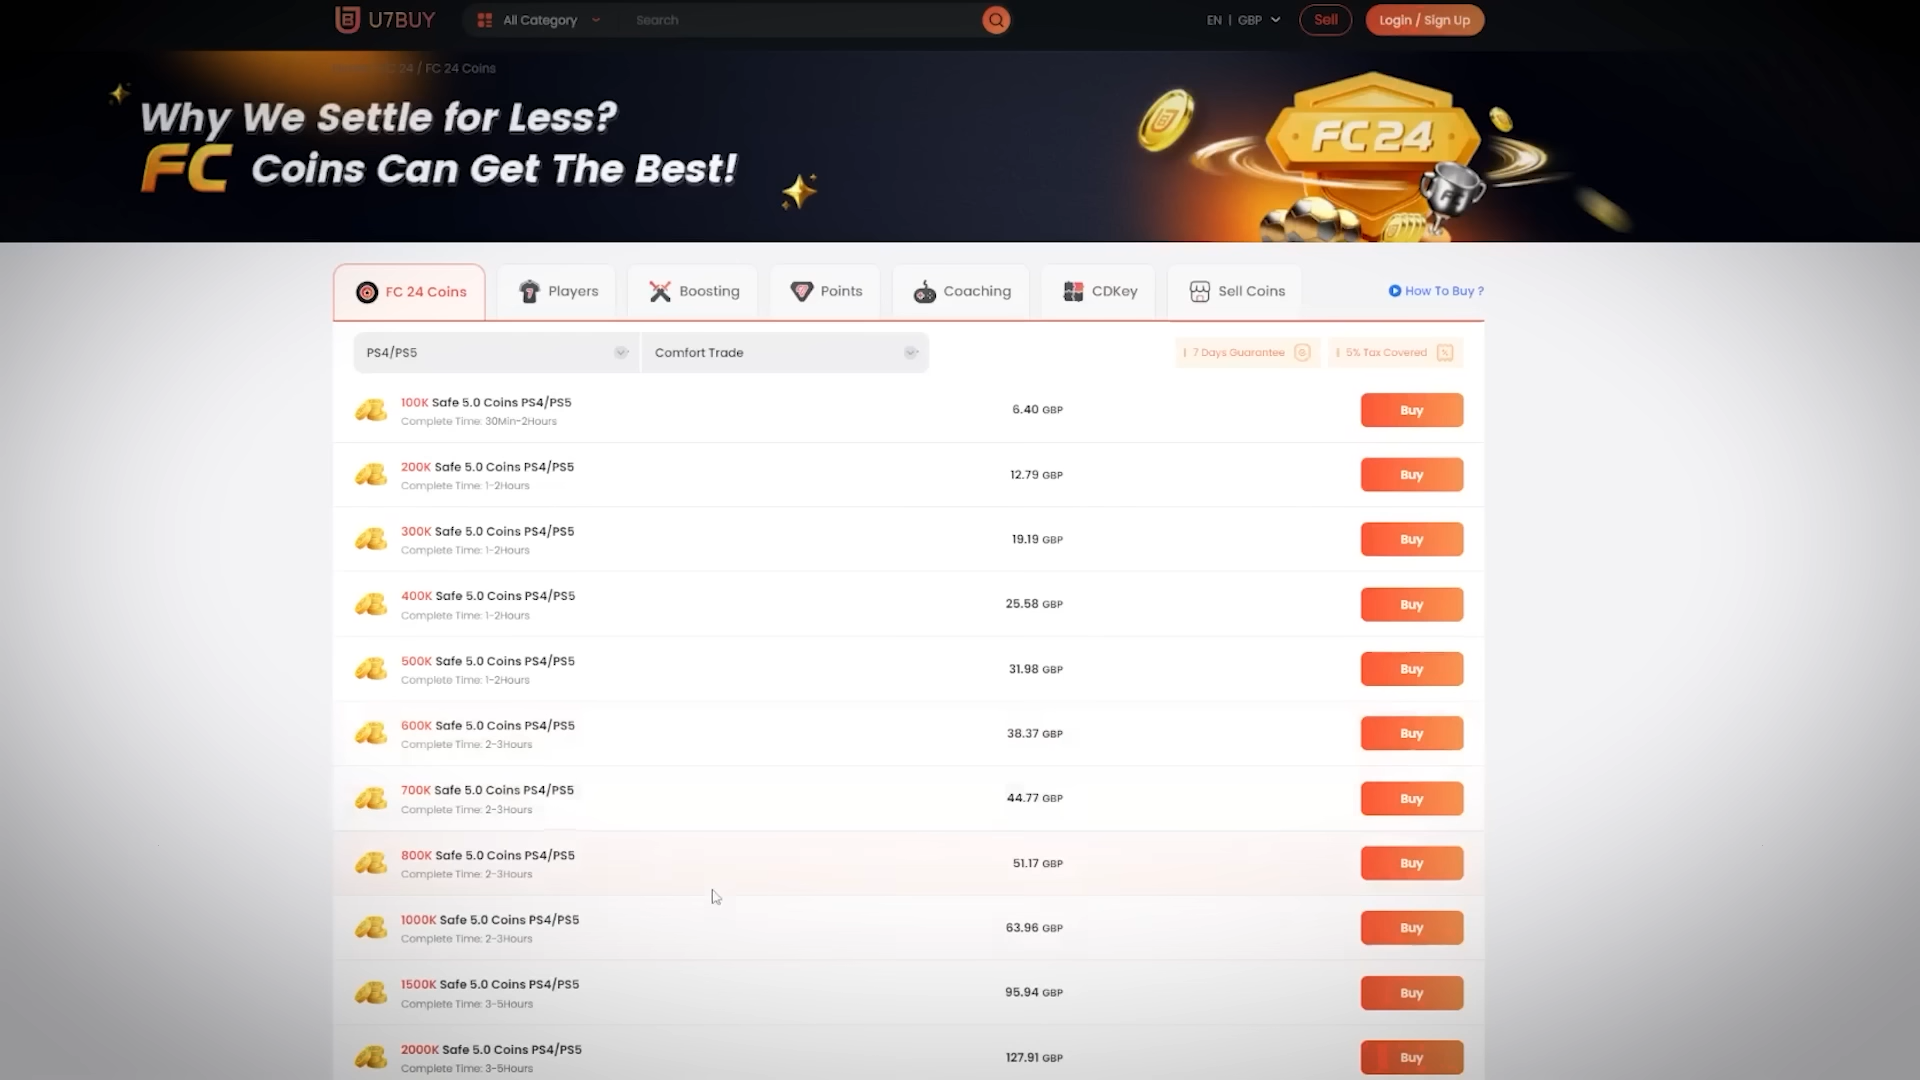 U7BUY
All Category
Search
EN | GBP
Sell
Login / Sign Up
24 / FC 24 Coins
Why We Settle for Less?
FC Coins Can Get The Best!
FC 24
FC 24 Coins
Players
Boosting
Points
Coaching
CDKey
Sell Coins
How To Buy ?
PS4/PS5
Comfort Trade
7 Days Guarantee
5% Tax Covered
100K Safe 5.0 Coins PS4/PS5
Complete Time: 30Min-2Hours
6.40 GBP
Buy
200K Safe 5.0 Coins PS4/PS5
Complete Time: 1-2Hours
12.79 GBP
Buy
300K Safe 5.0 Coins PS4/PS5
Complete Time: 1-2Hours
19.19 GBP
Buy
400K Safe 5.0 Coins PS4/PS5
Complete Time: 1-2Hours
25.58 GBP
Buy
500K Safe 5.0 Coins PS4/PS5
Complete Time: 1-2Hours
31.98 GBP
Buy
600K Safe 5.0 Coins PS4/PS5
Complete Time: 2-3Hours
38.37 GBP
Buy
700K Safe 5.0 Coins PS4/PS5
Complete Time: 2-3Hours
44.77 GBP
Buy
800K Safe 5.0 Coins PS4/PS5
Complete Time: 2-3Hours
51.17 GBP
Buy
1000K Safe 5.0 Coins PS4/PS5
Complete Time: 2-3Hours
63.96 GBP
Buy
1500K Safe 5.0 Coins PS4/PS5
Complete Time: 3-5Hours
95.94 GBP
Buy
2000K Safe 5.0 Coins PS4/PS5
Complete Time: 3-5Hours
127.91 GBP
Buy